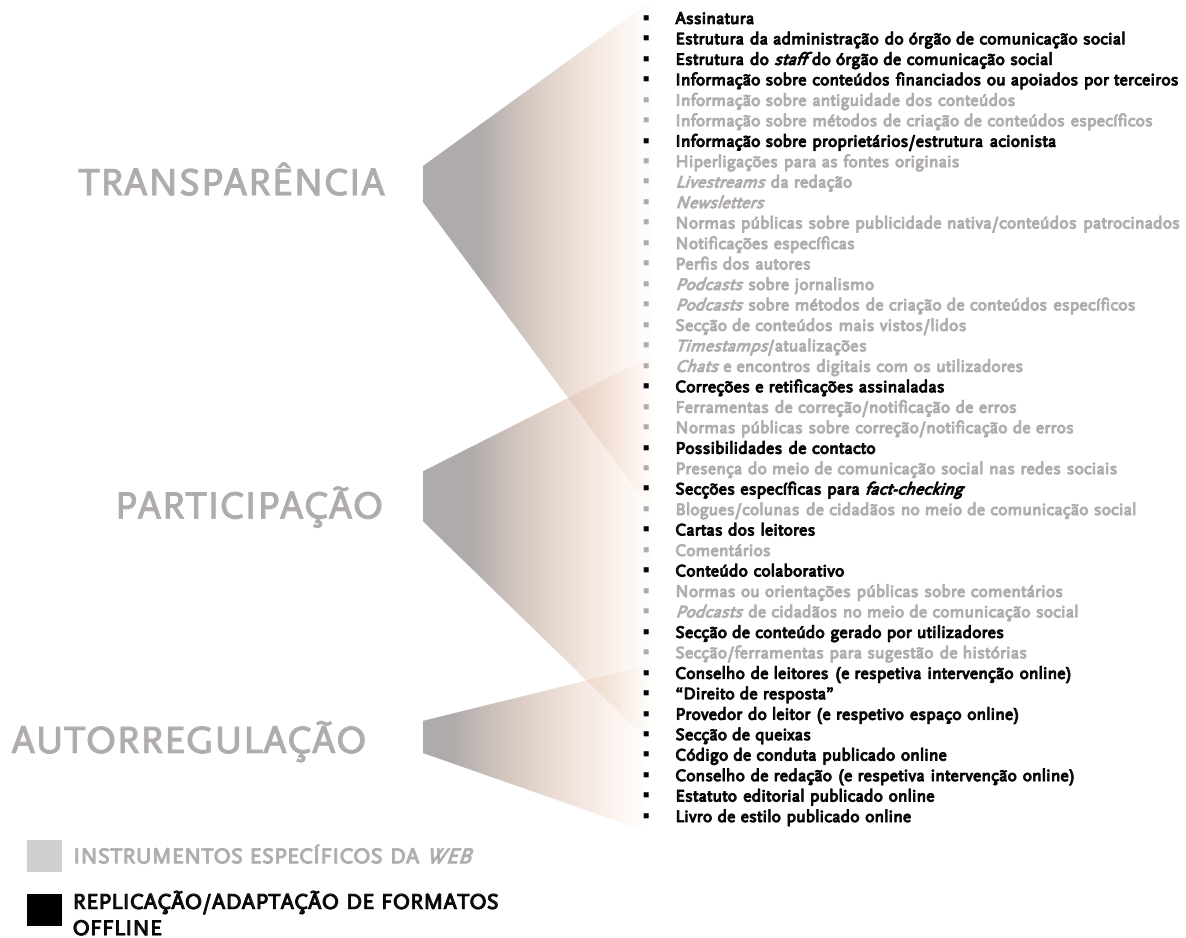 Assinatura
Estrutura da administração do órgão de comunicação social
Estrutura do staff do órgão de comunicação social
Informação sobre conteúdos financiados ou apoiados por terceiros
Informação sobre antiguidade dos conteúdos
Informação sobre métodos de criação de conteúdos específicos
Informação sobre proprietários/estrutura acionista
Hiperligações para as fontes originais
TRANSPARÊNCIA
Livestreams da redação
Newsletters
Normas públicas sobre publicidade nativa/conteúdos patrocinados
Notificações específicas
Perfis dos autores
Podcasts sobre jornalismo
Podcasts sobre métodos de criação de conteúdos específicos
Secção de conteúdos mais vistos/lidos
Timestamps/atualizações
Chats e encontros digitais com os utilizadores
Correções e retificações assinaladas
Ferramentas de correção/notificação de erros
Normas públicas sobre correção/notificação de erros
Possibilidades de contacto
Presença do meio de comunicação social nas redes sociais
Secções específicas para fact-checking
PARTICIPAÇÃO
Blogues/colunas de cidadãos no meio de comunicação social
Cartas dos leitores
Comentários
Conteúdo colaborativo
Normas ou orientações públicas sobre comentários
Podcasts de cidadãos no meio de comunicação social
Secção de conteúdo gerado por utilizadores
Secção/ferramentas para sugestão de histórias
Conselho de leitores (e respetiva intervenção online)
“Direito de resposta”
Provedor do leitor (e respetivo espaço online)
Secção de queixas
AUTORREGULAÇÃO
Código de conduta publicado online
Conselho de redação (e respetiva intervenção online)
Estatuto editorial publicado online
Livro de estilo publicado online
INSTRUMENTOS ESPECÍFICOS DA WEB
REPLICAÇÃO/ADAPTAÇÃO DE FORMATOS
OFFLINE